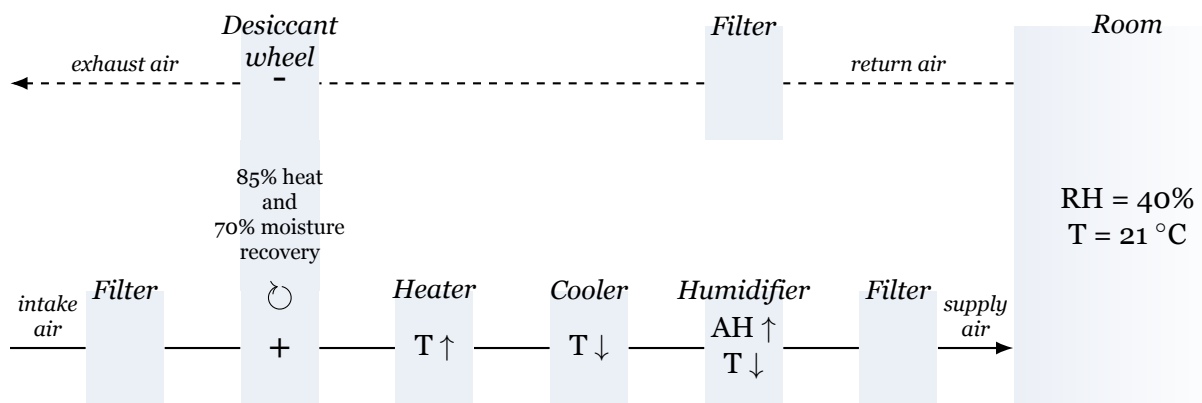 Desiccant
wheel
Filter
Room
exhaust air
-
return air
85% heat
and
70% moisture
recovery
RH = 40%
T = 21 °C
intake
air
Filter
↻
+
Heater
T ↑
Cooler
T ↓
Humidifier
AH ↑
T ↓
Filter
supply
air